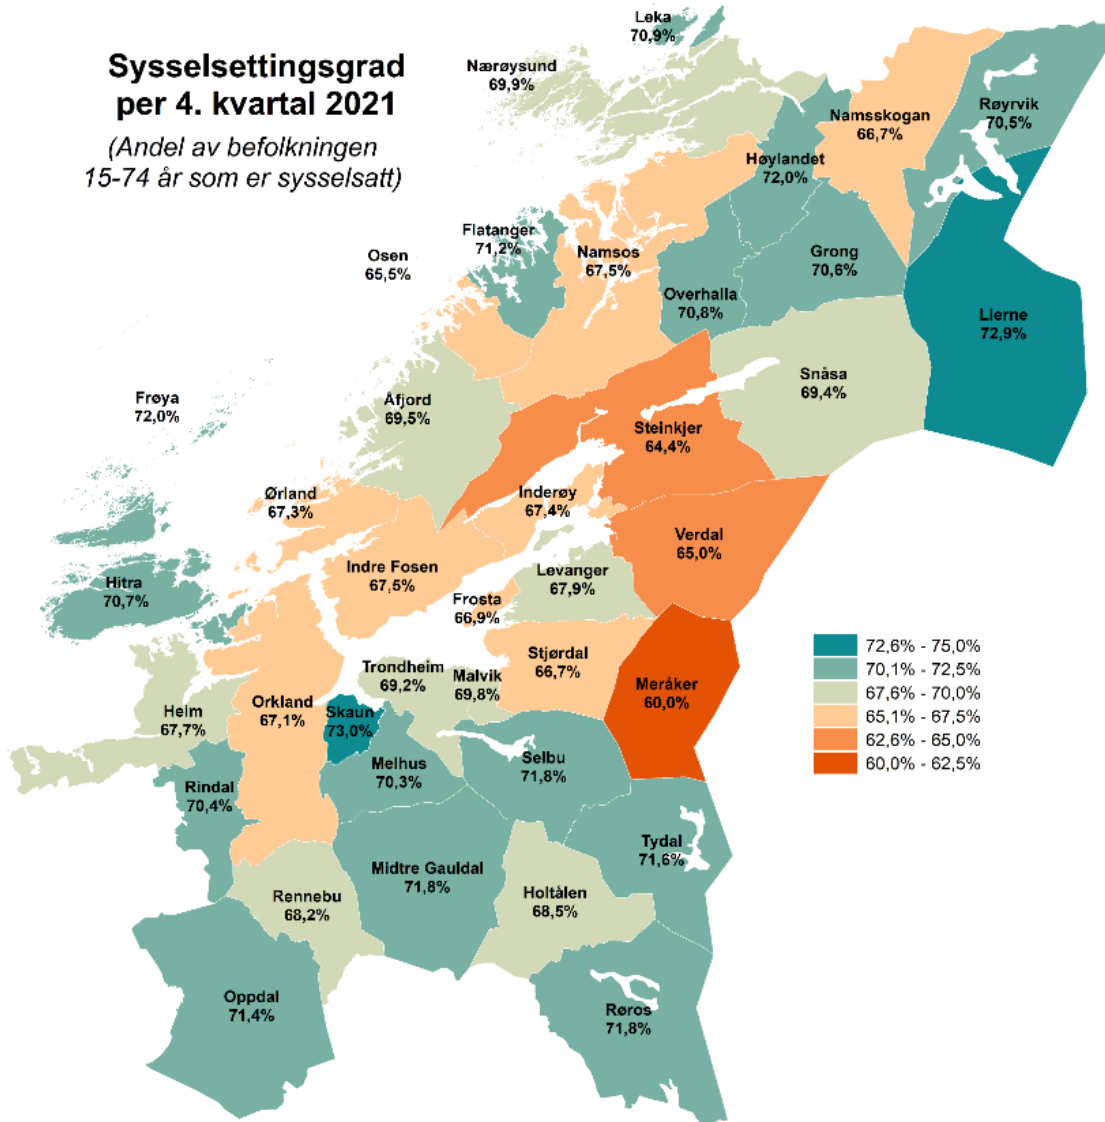 Sysselsettingsgrad
per 4. kvartal 2021
(Andel av befolkningen
15-74 år som er sysselsatt)
Leka
70,9%
Nærøysund
69,9%
Namsskogan
66,7%
Røyrvik
70,5%
Høylandet
72,0%
Flatanger
71,2%
Osen
65,5%
Namsos
67,5%
Grong
70,6%
Overhalla
70,8%
Lierne
72,9%
Snåsa
69,4%
Frøya
72,0%
Åfjord
69,5%
Steinkjer
64,4%
Ørland
67,3%
Inderøy
67,4%
Verdal
65,0%
Indre Fosen
67,5%
Levanger
67,9%
Hitra
70,7%
Frosta
66,9%
Stjørdal
66,7%
Trondheim
69,2%
Malvik
69,8%
Meråker
60,0%
Orkland
67,1%
Skaun
73,0%
Heim
67,7%
Melhus
70,3%
Selbu
71,8%
Rindal
70,4%
Tydal
71,6%
Midtre Gauldal
71,8%
Rennebu
68,2%
Holtålen
68,5%
Oppdal
71,4%
Røros
71,8%
72,6% - 75,0%
70,1% - 72,5%
67,6% - 70,0%
65,1% - 67,5%
62,6% - 65,0%
60,0% - 62,5%